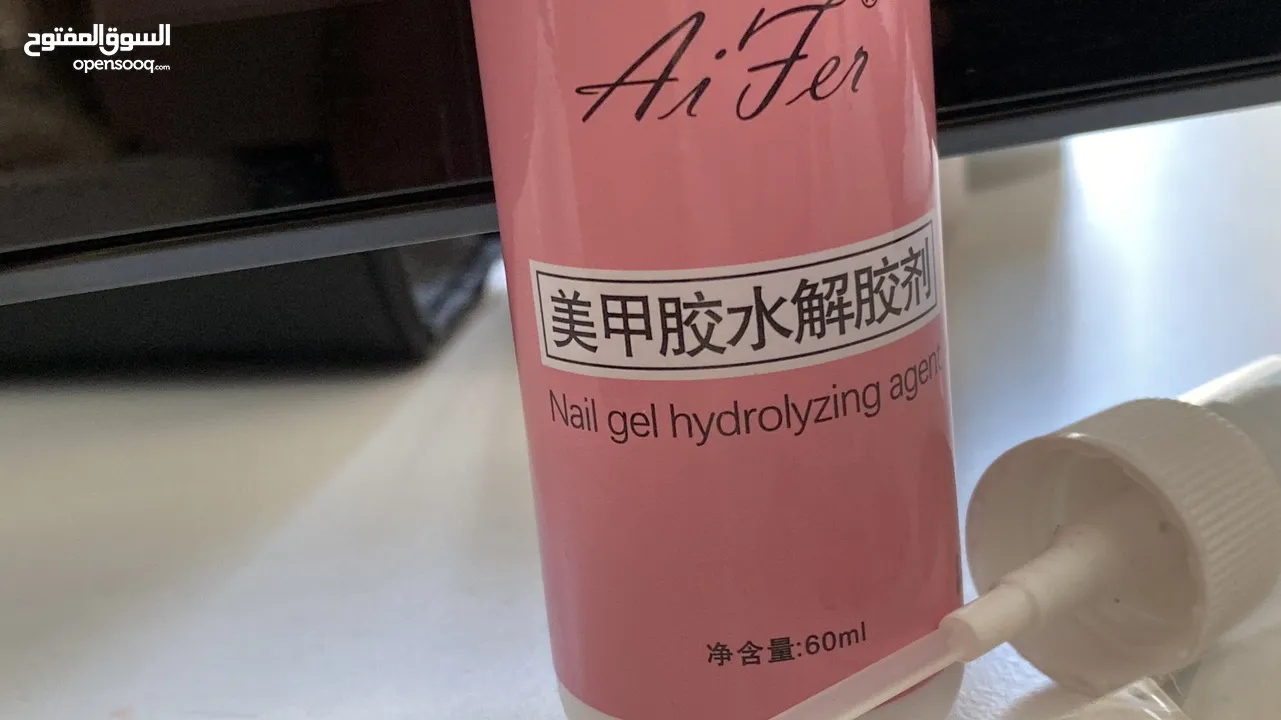 السوق المفتوح
opensooq.com
Ai Fer®
美甲胶水解胶剂
Nail gel hydrolyzing agent
净含量:60ml